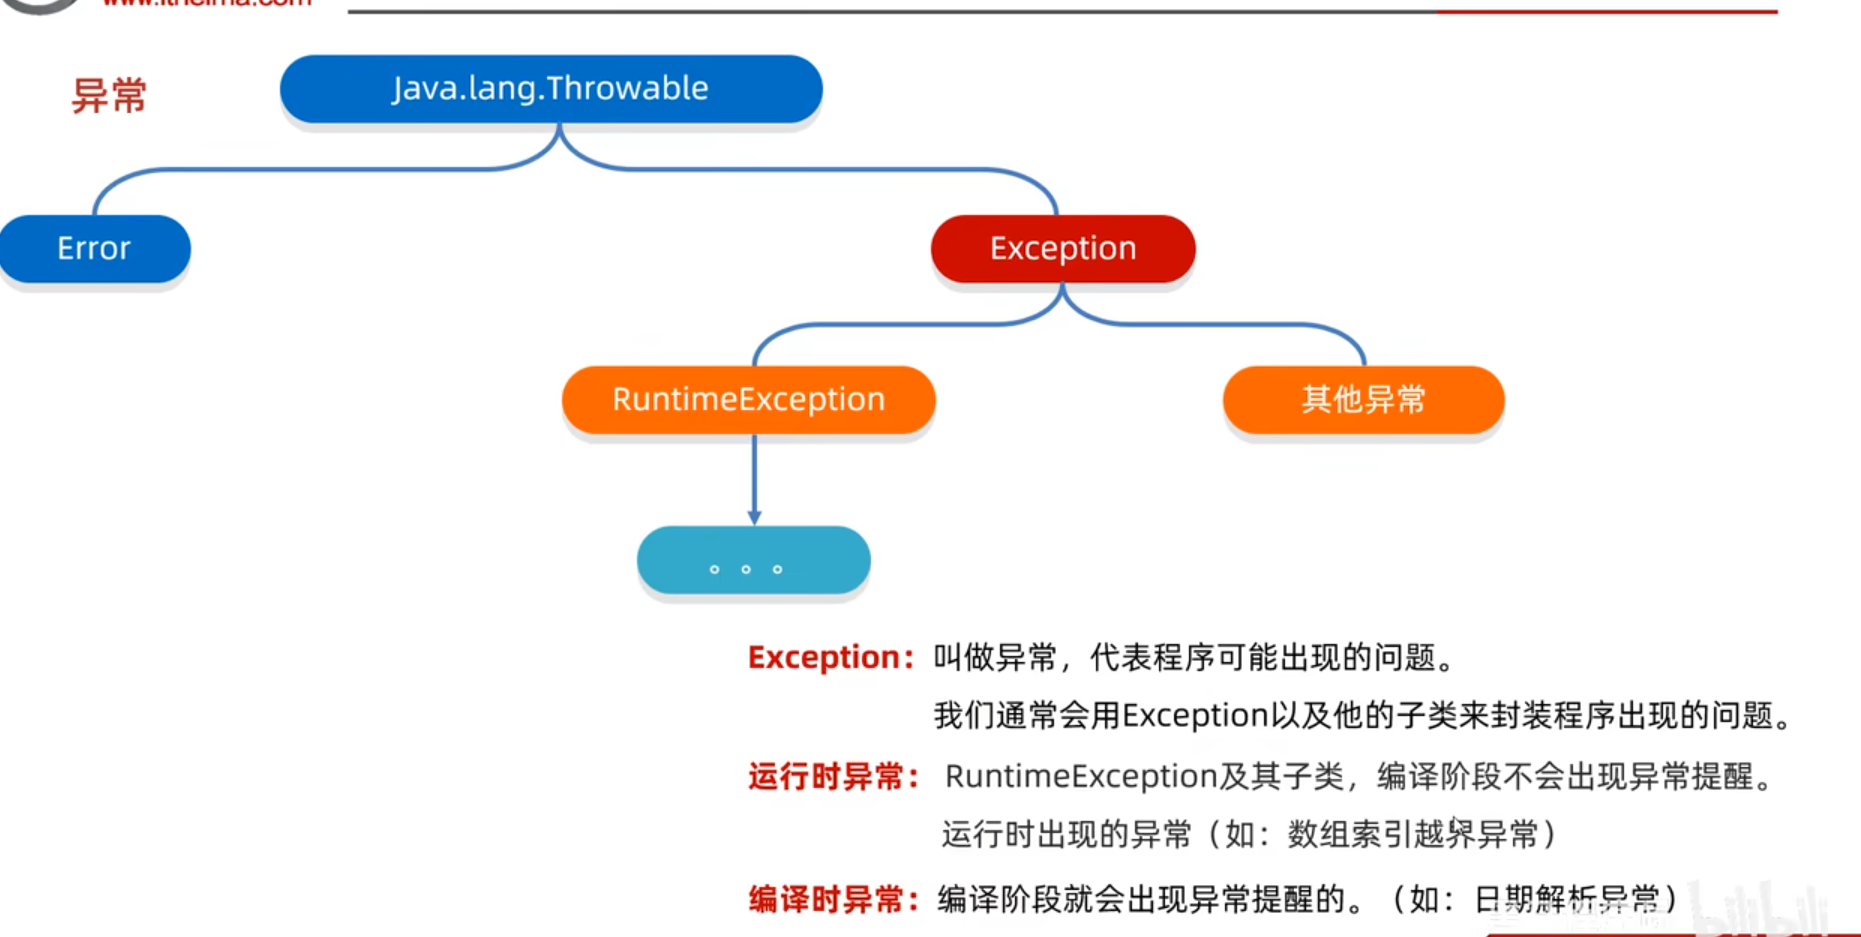 www.itheima.com
异常
Java.lang.Throwable
Error
Exception
RuntimeException
其他异常
。。。
Exception：叫做异常，代表程序可能出现的问题。
我们通常会用Exception以及他的子类来封装程序出现的问题。
运行时异常：RuntimeException及其子类，编译阶段不会出现异常提醒。
运行时出现的异常（如：数组索引越界异常）
编译时异常：编译阶段就会出现异常提醒的。（如：日期解析异常）
bilibili